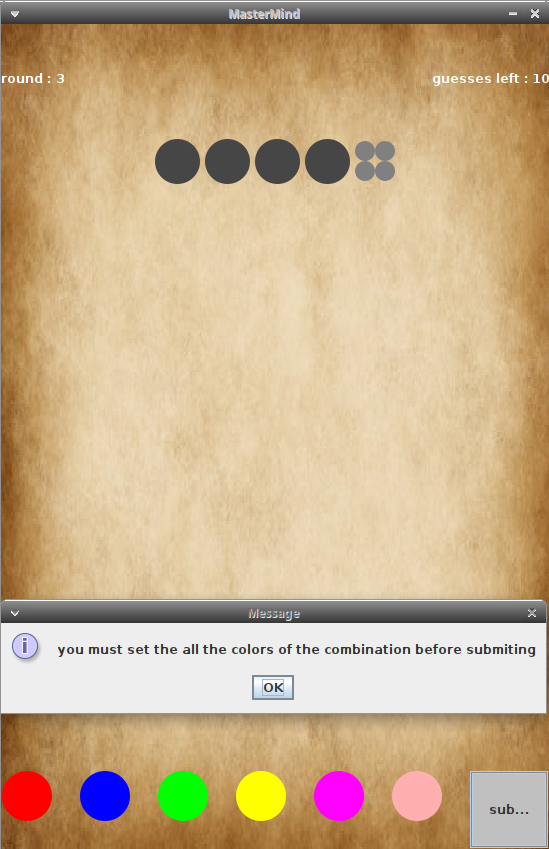 MasterMind
round : 3
guesses left : 10
Message
you must set the all the colors of the combination before submiting
OK
sub...